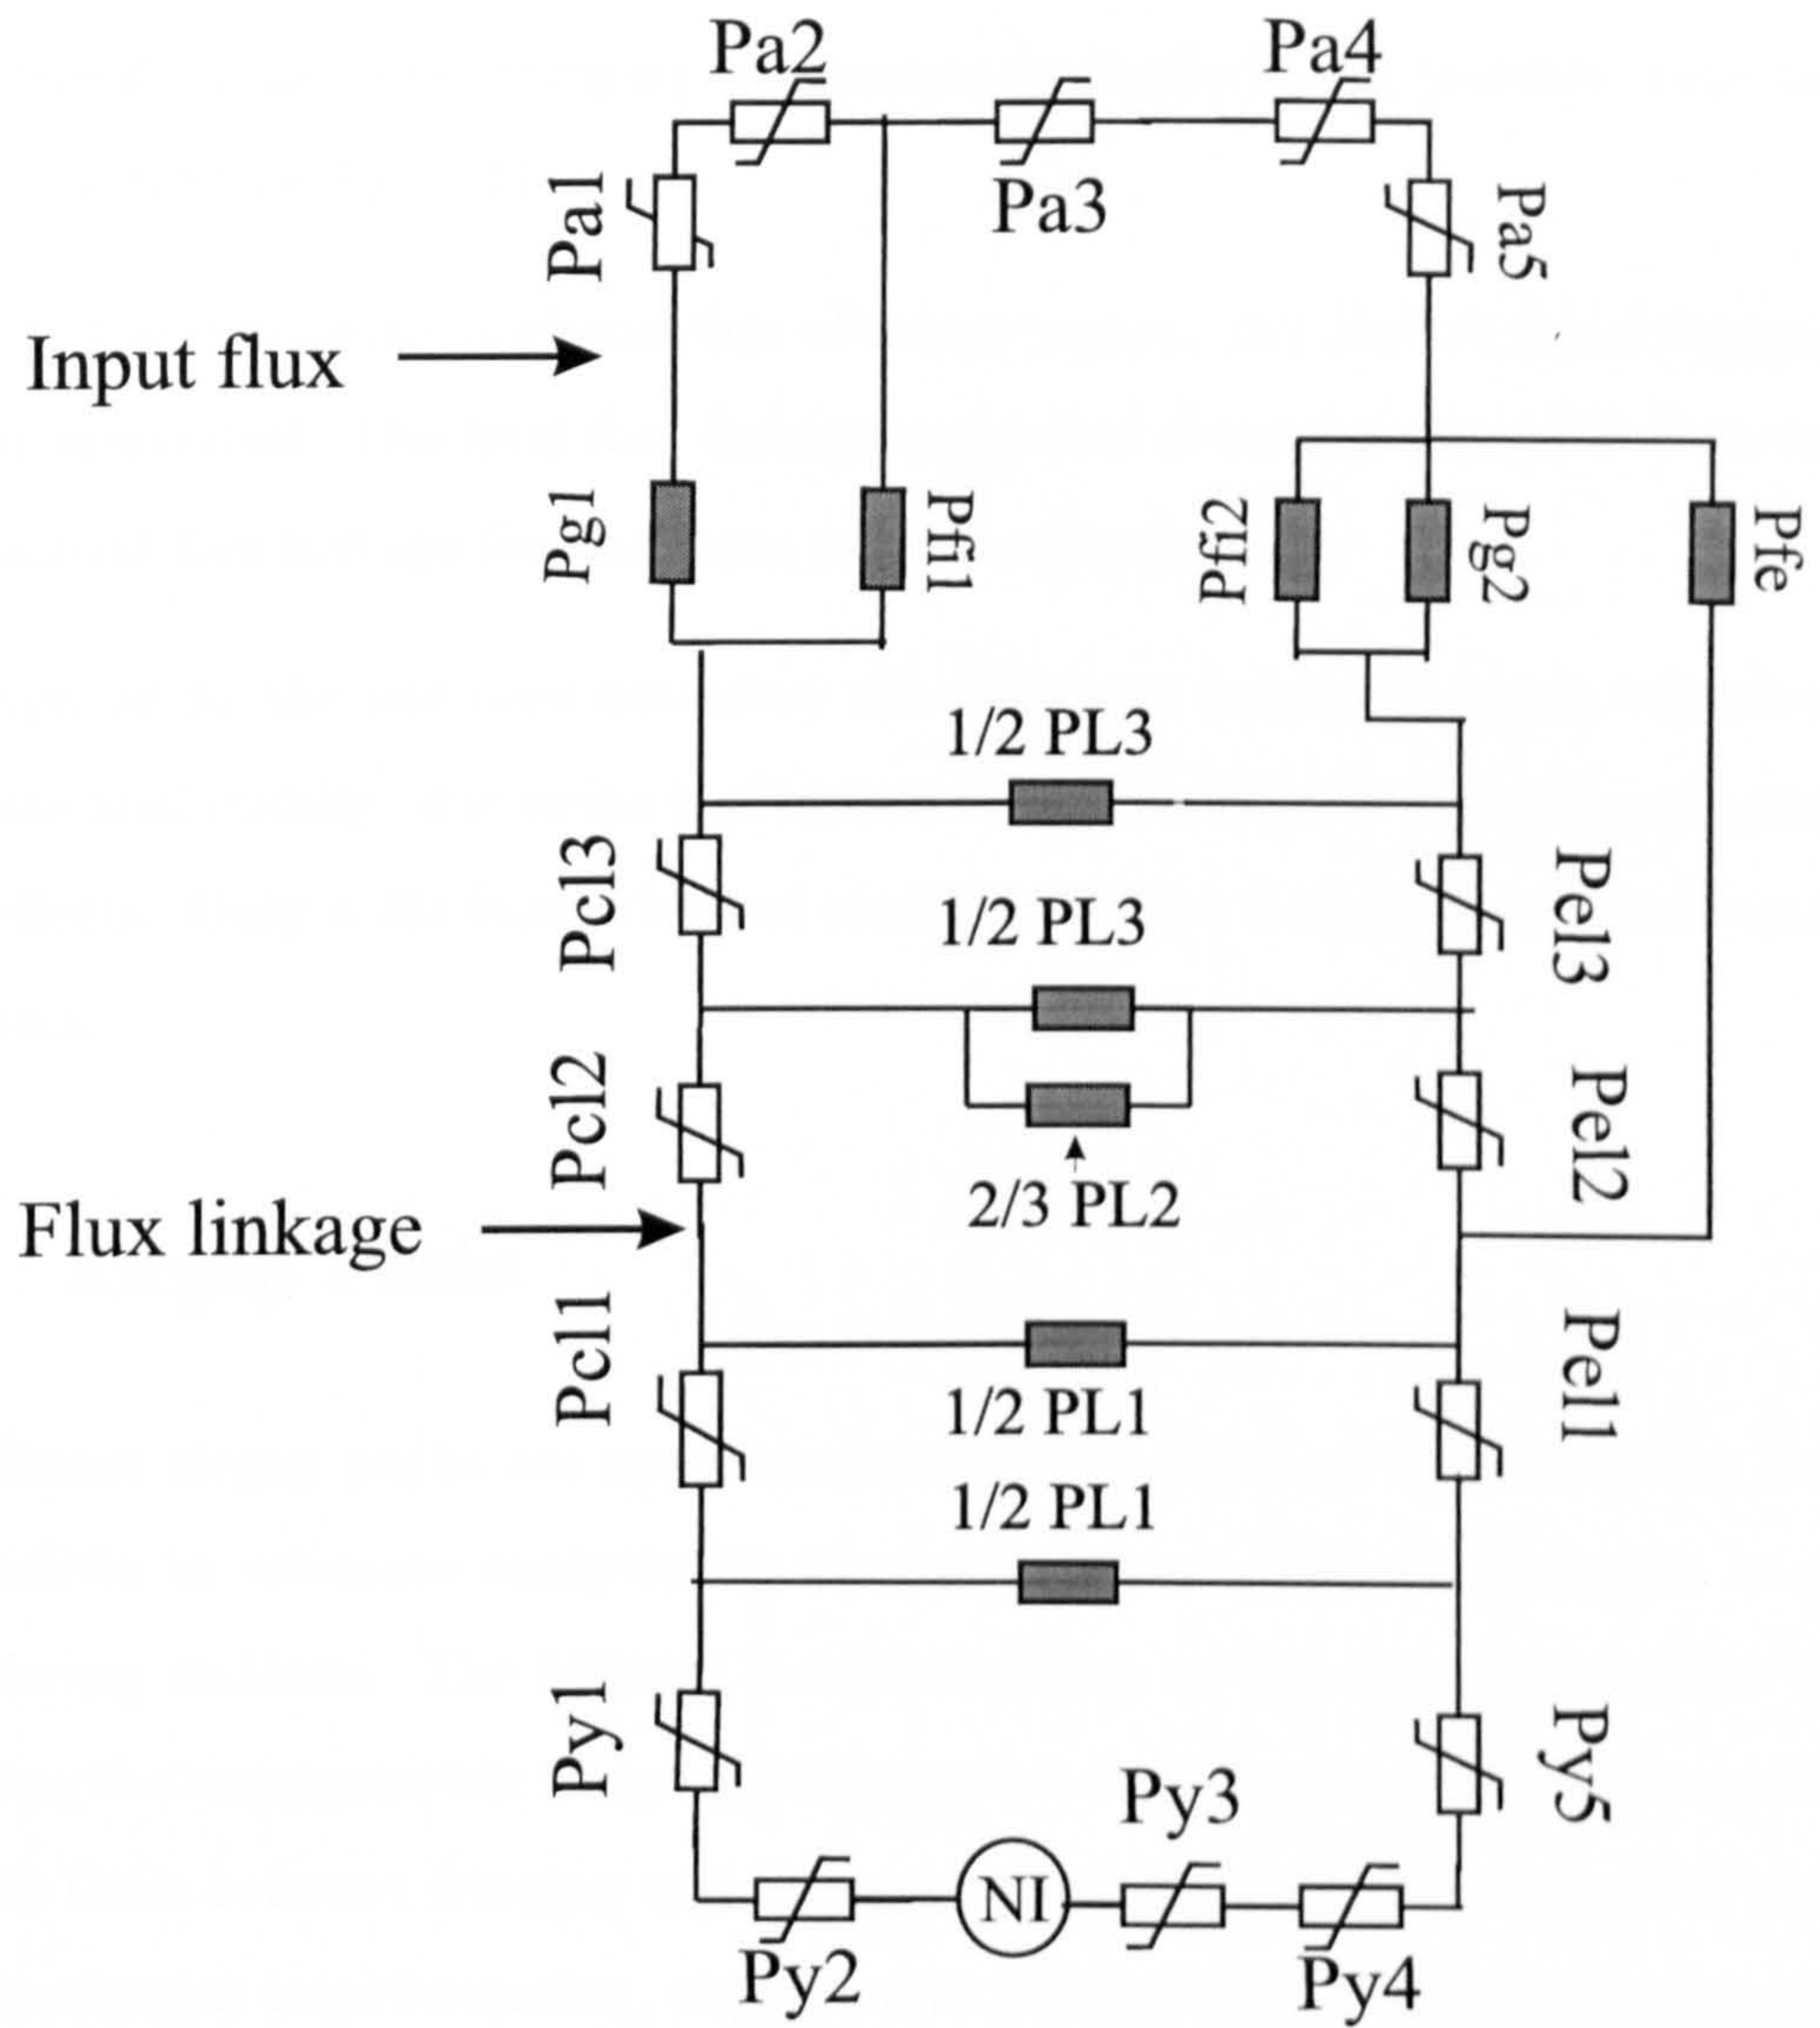 Pa2
Pa4
Pa1
Pa3
Pa5
Input flux
Pg1
Pfi1
Pfi2
Pg2
Pfe
1/2 PL3
Pcl3
1/2 PL3
Pel3
Pcl2
Pel2
2/3 PL2
Flux linkage
Pcl1
Pel1
1/2 PL1
1/2 PL1
Py1
Py3
Py5
NI
Py2
Py4